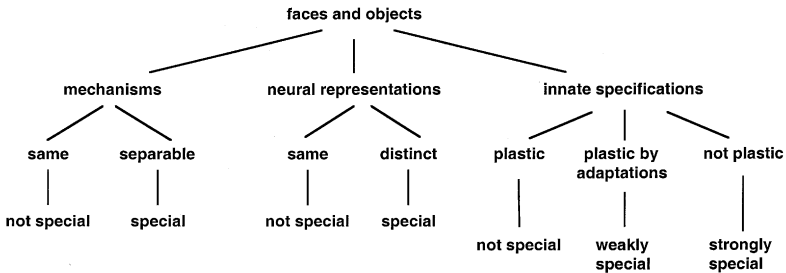 faces and objects
mechanisms
neural representations
innate specifications
same
separable
same
distinct
plastic
plastic by
adaptations
not plastic
not special
special
not special
special
not special
weakly
special
strongly
special